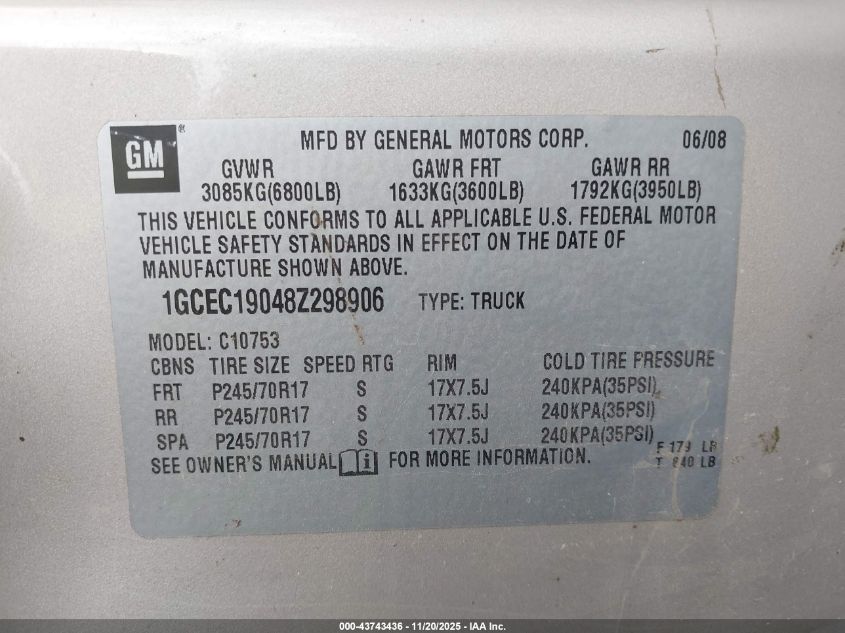 GM ®
MFD BY GENERAL MOTORS CORP. 06/08
GVWR GAWR FRT GAWR RR
3085KG(6800LB) 1633KG(3600LB) 1792KG(3950LB)
THIS VEHICLE CONFORMS TO ALL APPLICABLE U.S. FEDERAL MOTOR
VEHICLE SAFETY STANDARDS IN EFFECT ON THE DATE OF
MANUFACTURE SHOWN ABOVE.
1GCEC19048Z298906 TYPE: TRUCK
MODEL: C10753
CBNS TIRE SIZE SPEED RTG RIM COLD TIRE PRESSURE
FRT P245/70R17 S 17X7.5J 240KPA(35PSI)
RR P245/70R17 S 17X7.5J 240KPA(35PSI)
SPA P245/70R17 S 17X7.5J 240KPA(35PSI)
SEE OWNER'S MANUAL i FOR MORE INFORMATION.
F 179 LB
T 840 LB
000-43743436 - 11/20/2025 - IAA Inc.